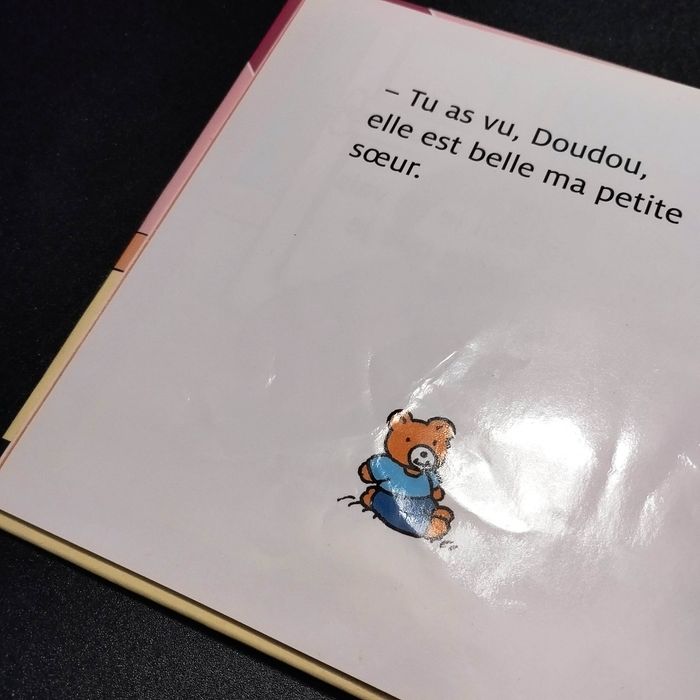 – Tu as vu, Doudou,
elle est belle ma petite
sœur.